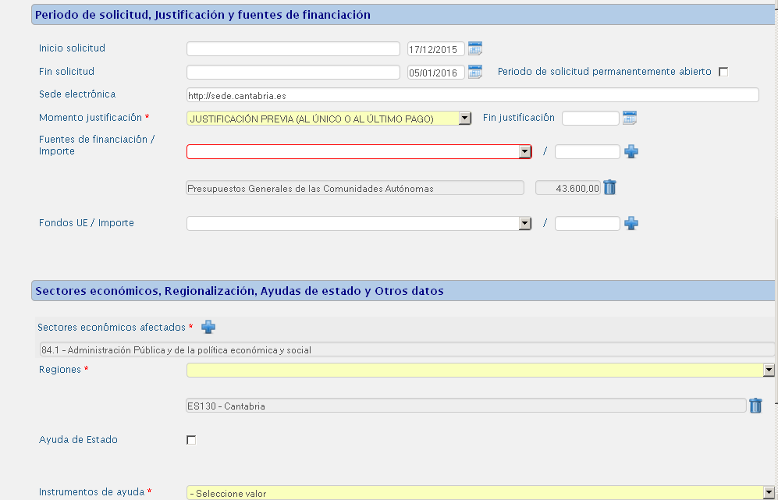 Periodo de solicitud, Justificación y fuentes de financiación
Inicio solicitud 17/12/2015
Fin solicitud 05/01/2016 Periodo de solicitud permanentemente abierto
Sede electrónica http://sede.cantabria.es
Momento justificación * JUSTIFICACIÓN PREVIA (AL ÚNICO O AL ÚLTIMO PAGO) Fin justificación
Fuentes de financiación /
Importe /
Presupuestos Generales de las Comunidades Autónomas 43.600,00
Fondos UE / Importe /
Sectores económicos, Regionalización, Ayudas de estado y Otros datos
Sectores económicos afectados *
84.1 - Administración Pública y de la política económica y social
Regiones *
ES130 - Cantabria
Ayuda de Estado
Instrumentos de ayuda * - Seleccione valor